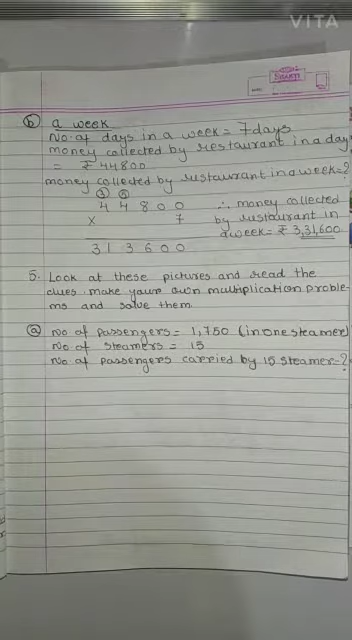 VITA
Seven
b a week
No. of days in a week = 7 days
money collected by restaurant in a day
= ₹ 44800
money collected by restaurant in a week = ?
3 5
4 4 8 0 0 ∴ money collected
x 7 by restaurant in
a week = ₹ 3,31,600
3 1 3 6 0 0
5. Look at these pictures and read the
clues. make your own multiplication proble-
ms and solve them.
a No of passengers = 1,750 (in one steamer)
No of steamers = 15
No of passengers carried by 15 steamer = ?